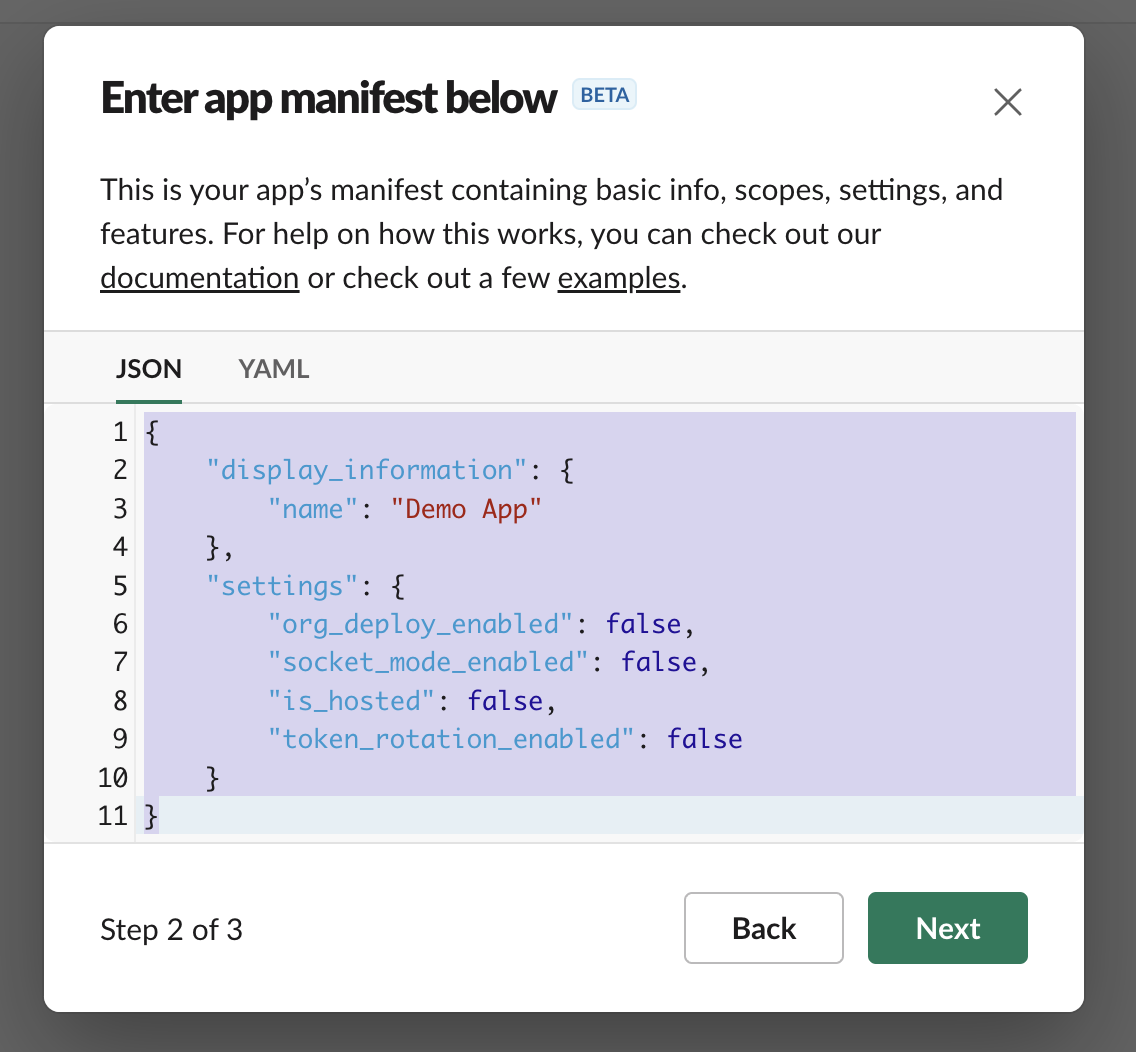 Enter app manifest below BETA
This is your app’s manifest containing basic info, scopes, settings, and
features. For help on how this works, you can check out our
documentation or check out a few examples.
JSON YAML
1 {
2     "display_information": {
3         "name": "Demo App"
4     },
5     "settings": {
6         "org_deploy_enabled": false,
7         "socket_mode_enabled": false,
8         "is_hosted": false,
9         "token_rotation_enabled": false
10     }
11 }
Step 2 of 3 Back Next